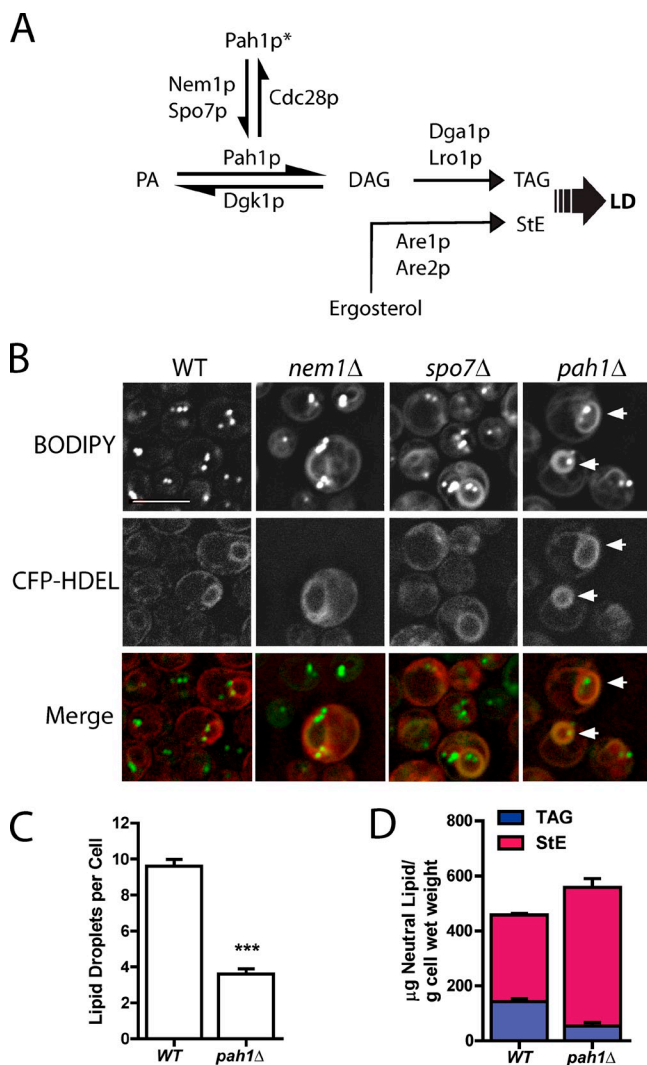 A
Pah1p*
Nem1p
Spo7p
Cdc28p
Pah1p
PA
DAG
Dgk1p
Dga1p
Lro1p
TAG
StE
LD
Are1p
Are2p
Ergosterol
B
WT
nem1Δ
spo7Δ
pah1Δ
BODIPY
CFP-HDEL
Merge
C
Lipid Droplets per Cell
12
10
8
6
4
2
0
***
WT
pah1Δ
D
TAG
StE
µg Neutral Lipid/
g cell wet weight
800
600
400
200
0
WT
pah1Δ